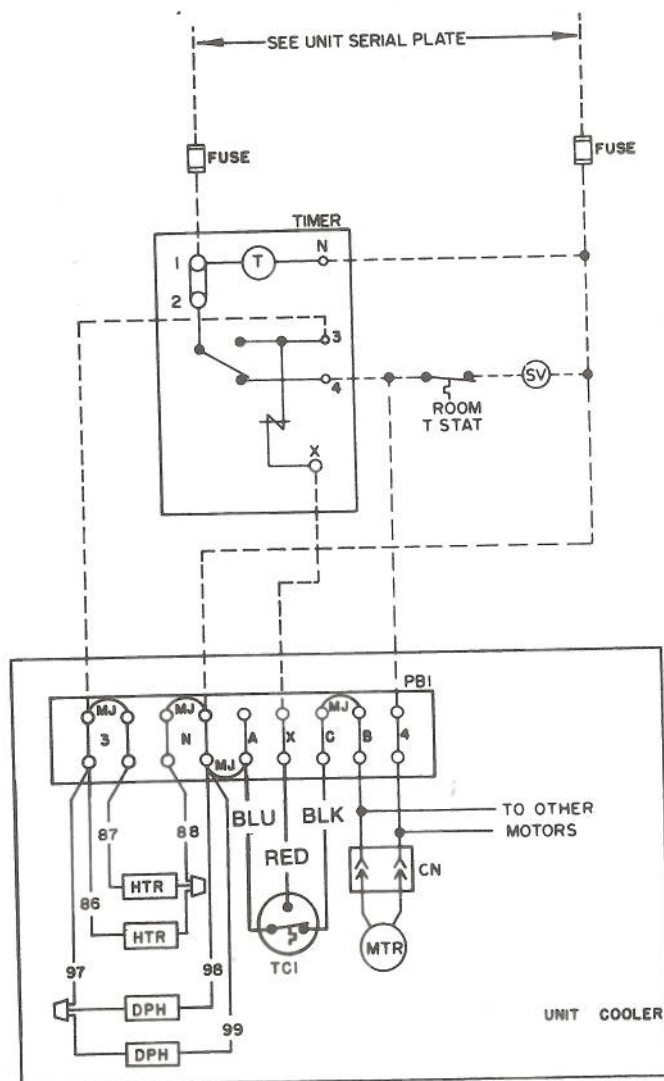 SEE UNIT SERIAL PLATE
FUSE
FUSE
TIMER
1
T
N
2
3
4
SV
ROOM
T STAT
X
PB1
MJ
MJ
MJ
3
N
A
X
C
B
4
MJ
BLU
BLK
TO OTHER
MOTORS
87
88
RED
CN
HTR
86
HTR
TC1
MTR
97
98
DPH
99
DPH
UNIT COOLER